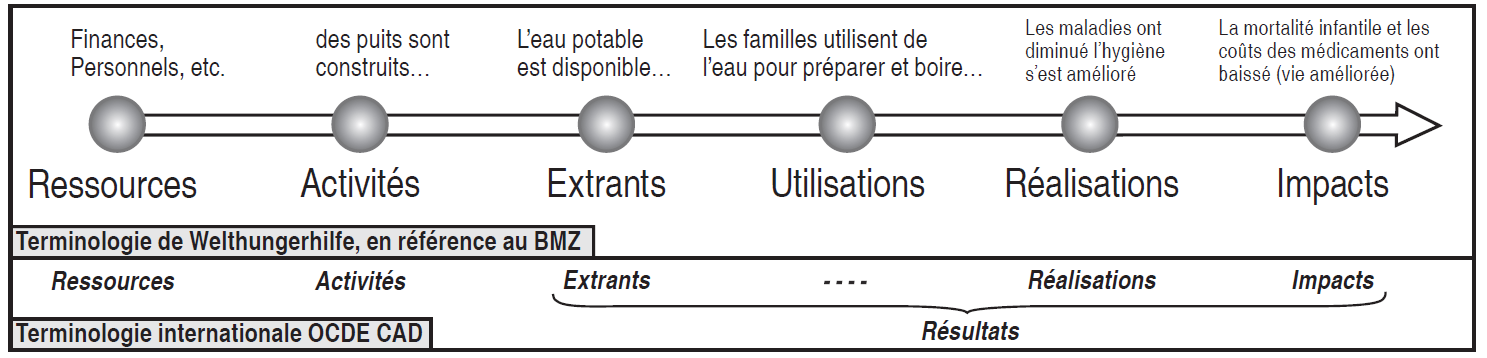 Finances,
Personnels, etc.
des puits sont
construits…
L’eau potable
est disponible…
Les familles utilisent de
l’eau pour préparer et boire…
Les maladies ont
diminué l’hygiène
s’est amélioré
La mortalité infantile et les
coûts des médicaments ont
baissé (vie améliorée)
Ressources
Activités
Extrants
Utilisations
Réalisations
Impacts
Terminologie de Welthungerhilfe, en référence au BMZ
Ressources
Activités
Extrants
- - - -
Réalisations
Impacts
Résultats
Terminologie internationale OCDE CAD